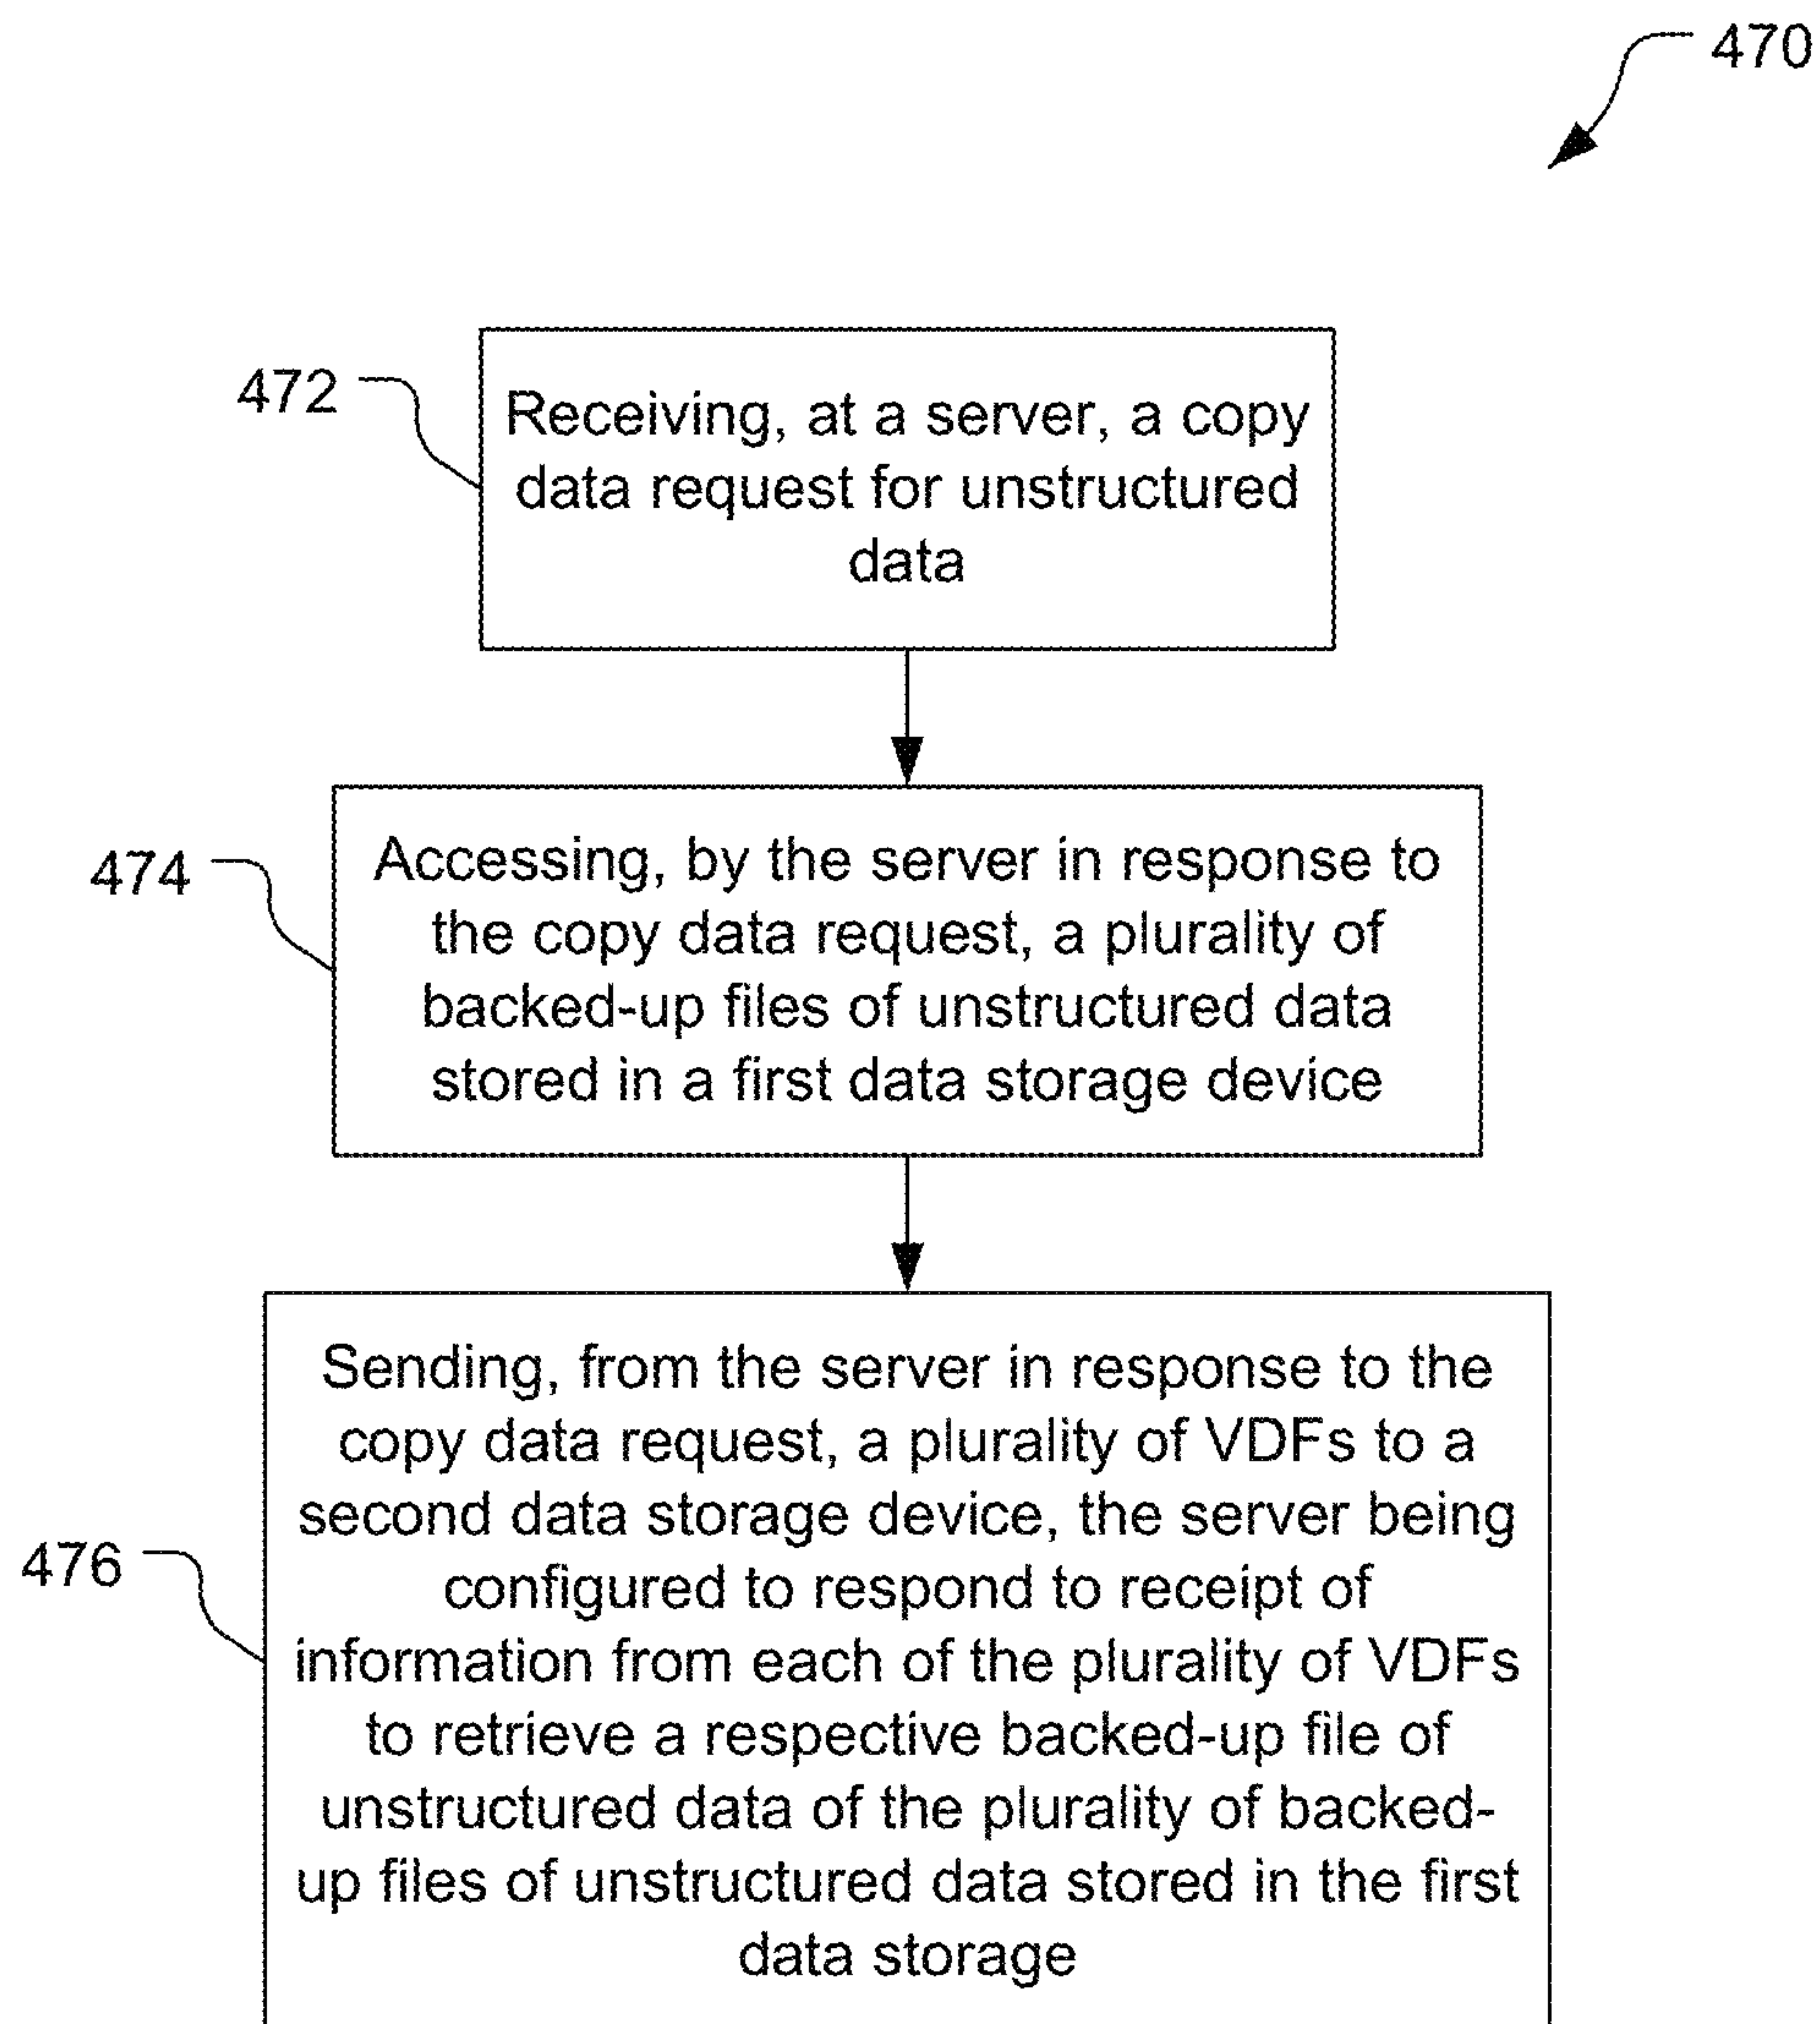 470
472
Receiving, at a server, a copy
data request for unstructured
data
474
Accessing, by the server in response to
the copy data request, a plurality of
backed-up files of unstructured data
stored in a first data storage device
476
Sending, from the server in response to the
copy data request, a plurality of VDFs to a
second data storage device, the server being
configured to respond to receipt of
information from each of the plurality of VDFs
to retrieve a respective backed-up file of
unstructured data of the plurality of backed-
up files of unstructured data stored in the first
data storage